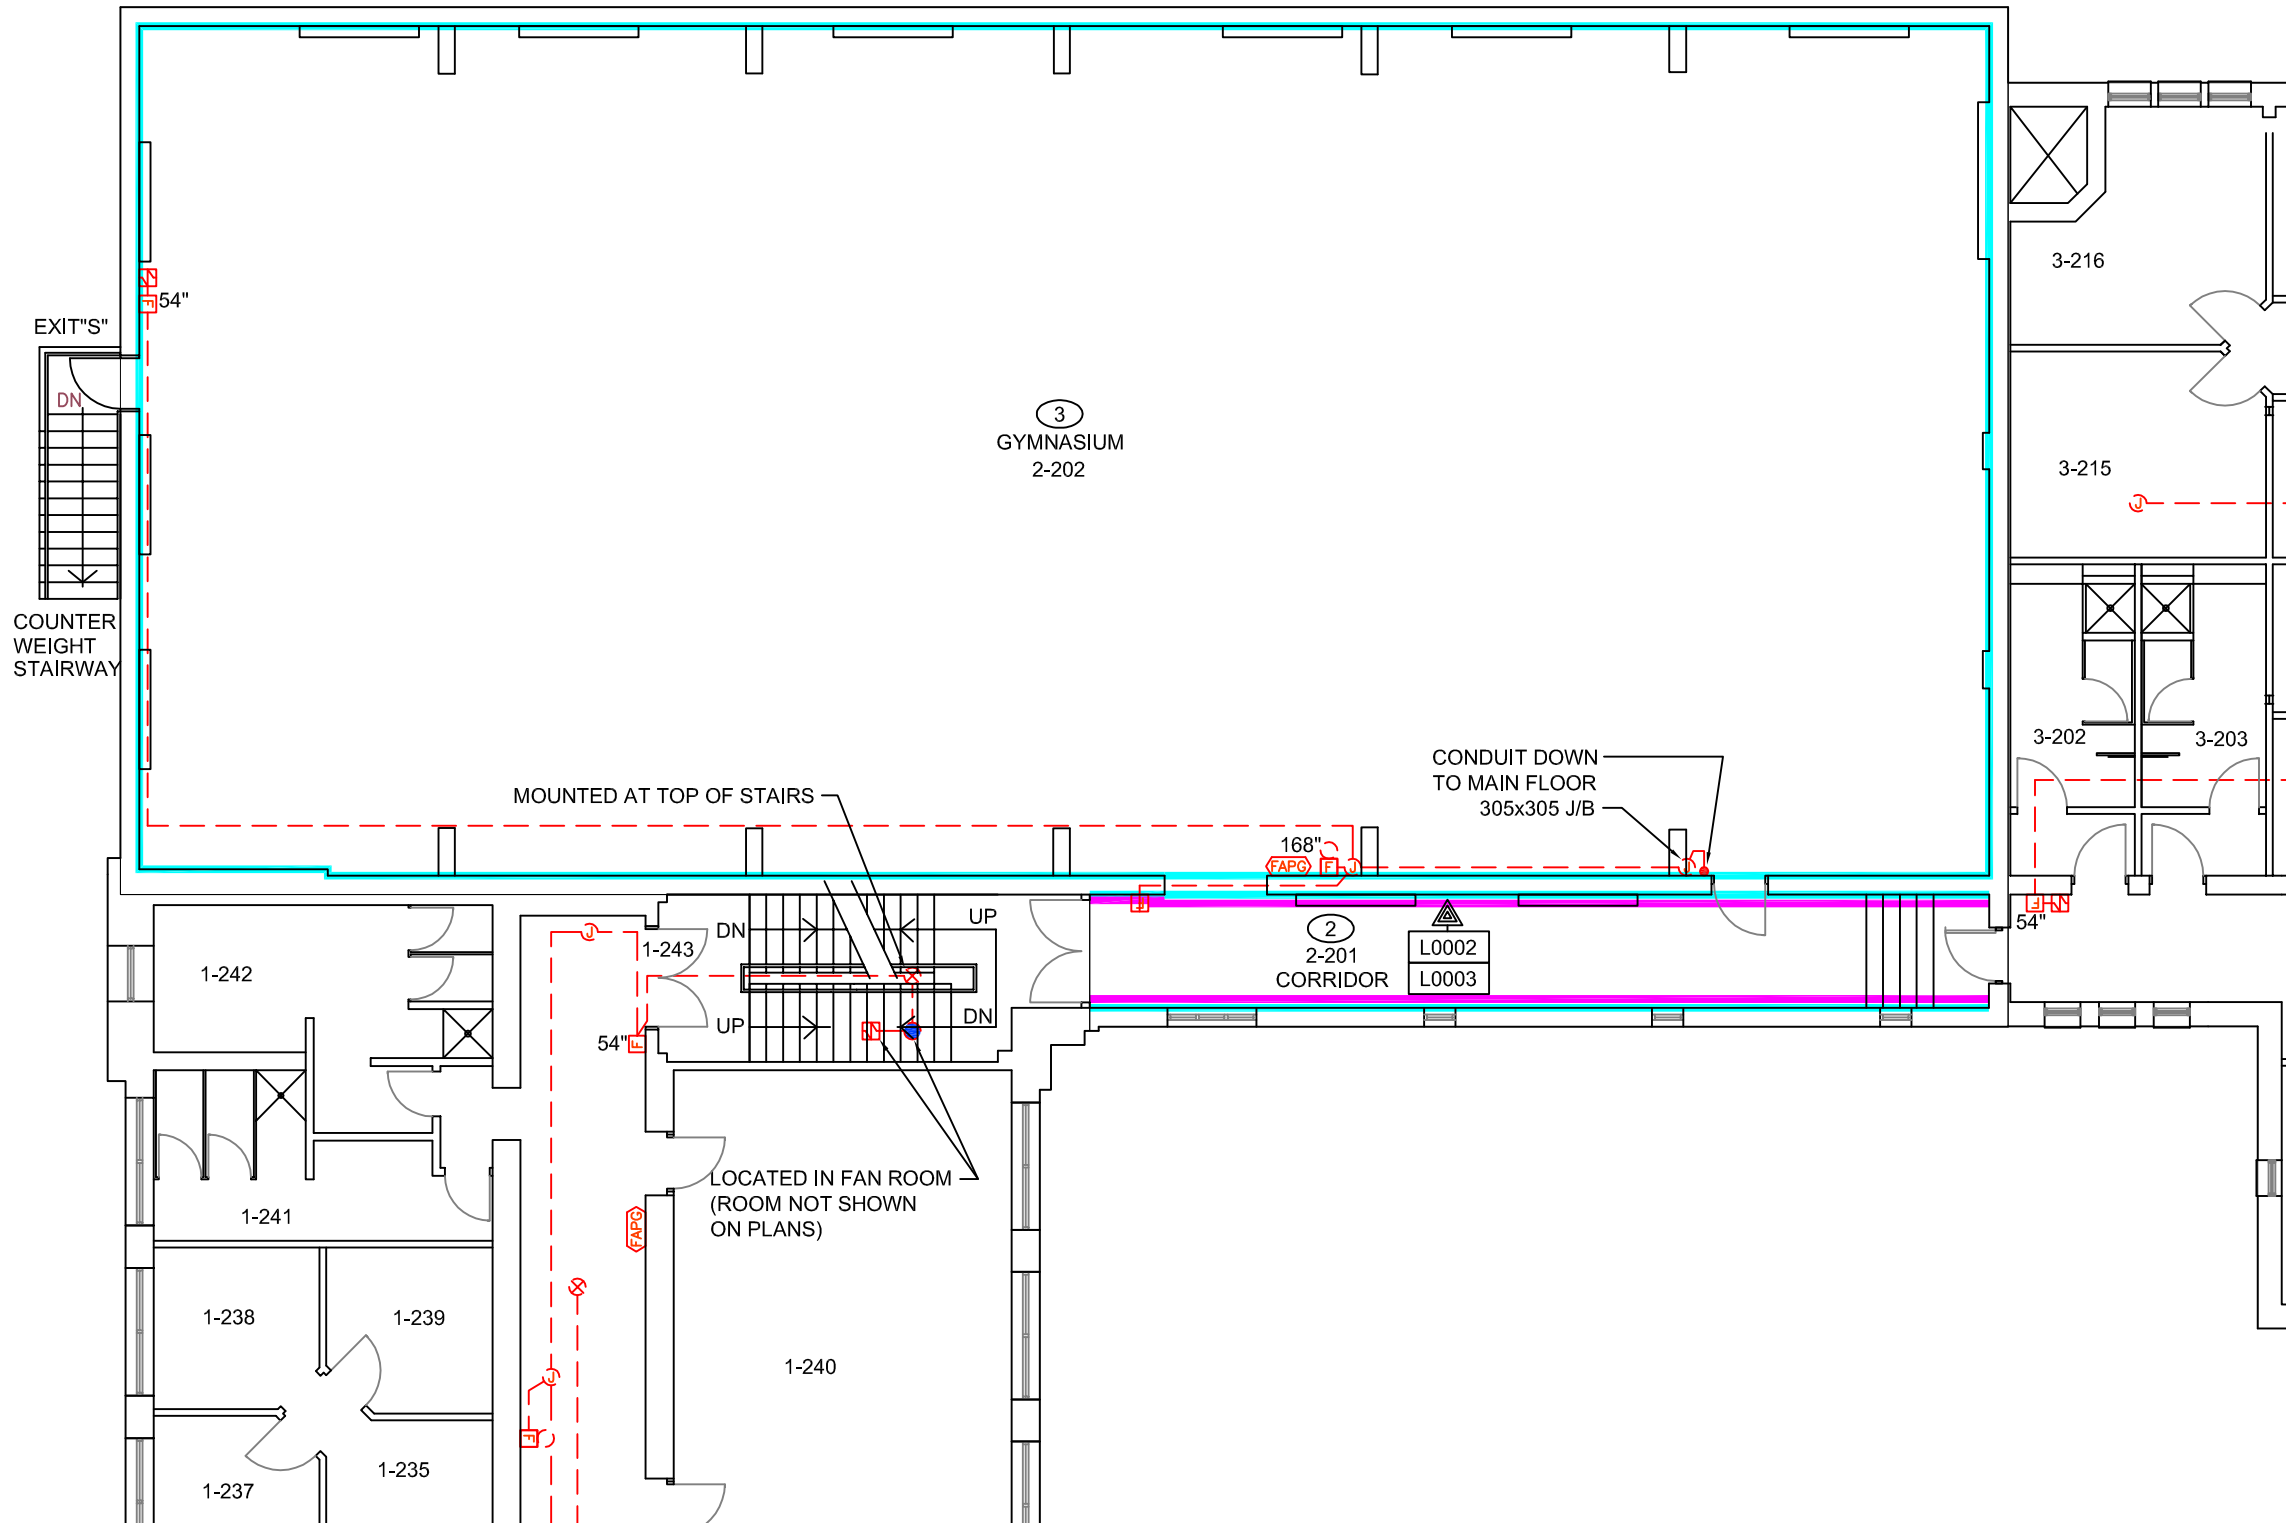 3-216
54"
EXIT"S"
DN
3
GYMNASIUM
2-202
3-215
J
F
COUNTER
WEIGHT
STAIRWAY
3-202
3-203
CONDUIT DOWN
TO MAIN FLOOR
305x305 J/B
MOUNTED AT TOP OF STAIRS
168"
FAPG
F
J
J
F
F
54"
UP
DN
2
2-201
CORRIDOR
L0002
L0003
J
1-243
1-242
UP
DN
54"
F
LOCATED IN FAN ROOM
(ROOM NOT SHOWN
ON PLANS)
1-241
FAPG
1-238
1-239
1-240
J
F
1-235
1-237